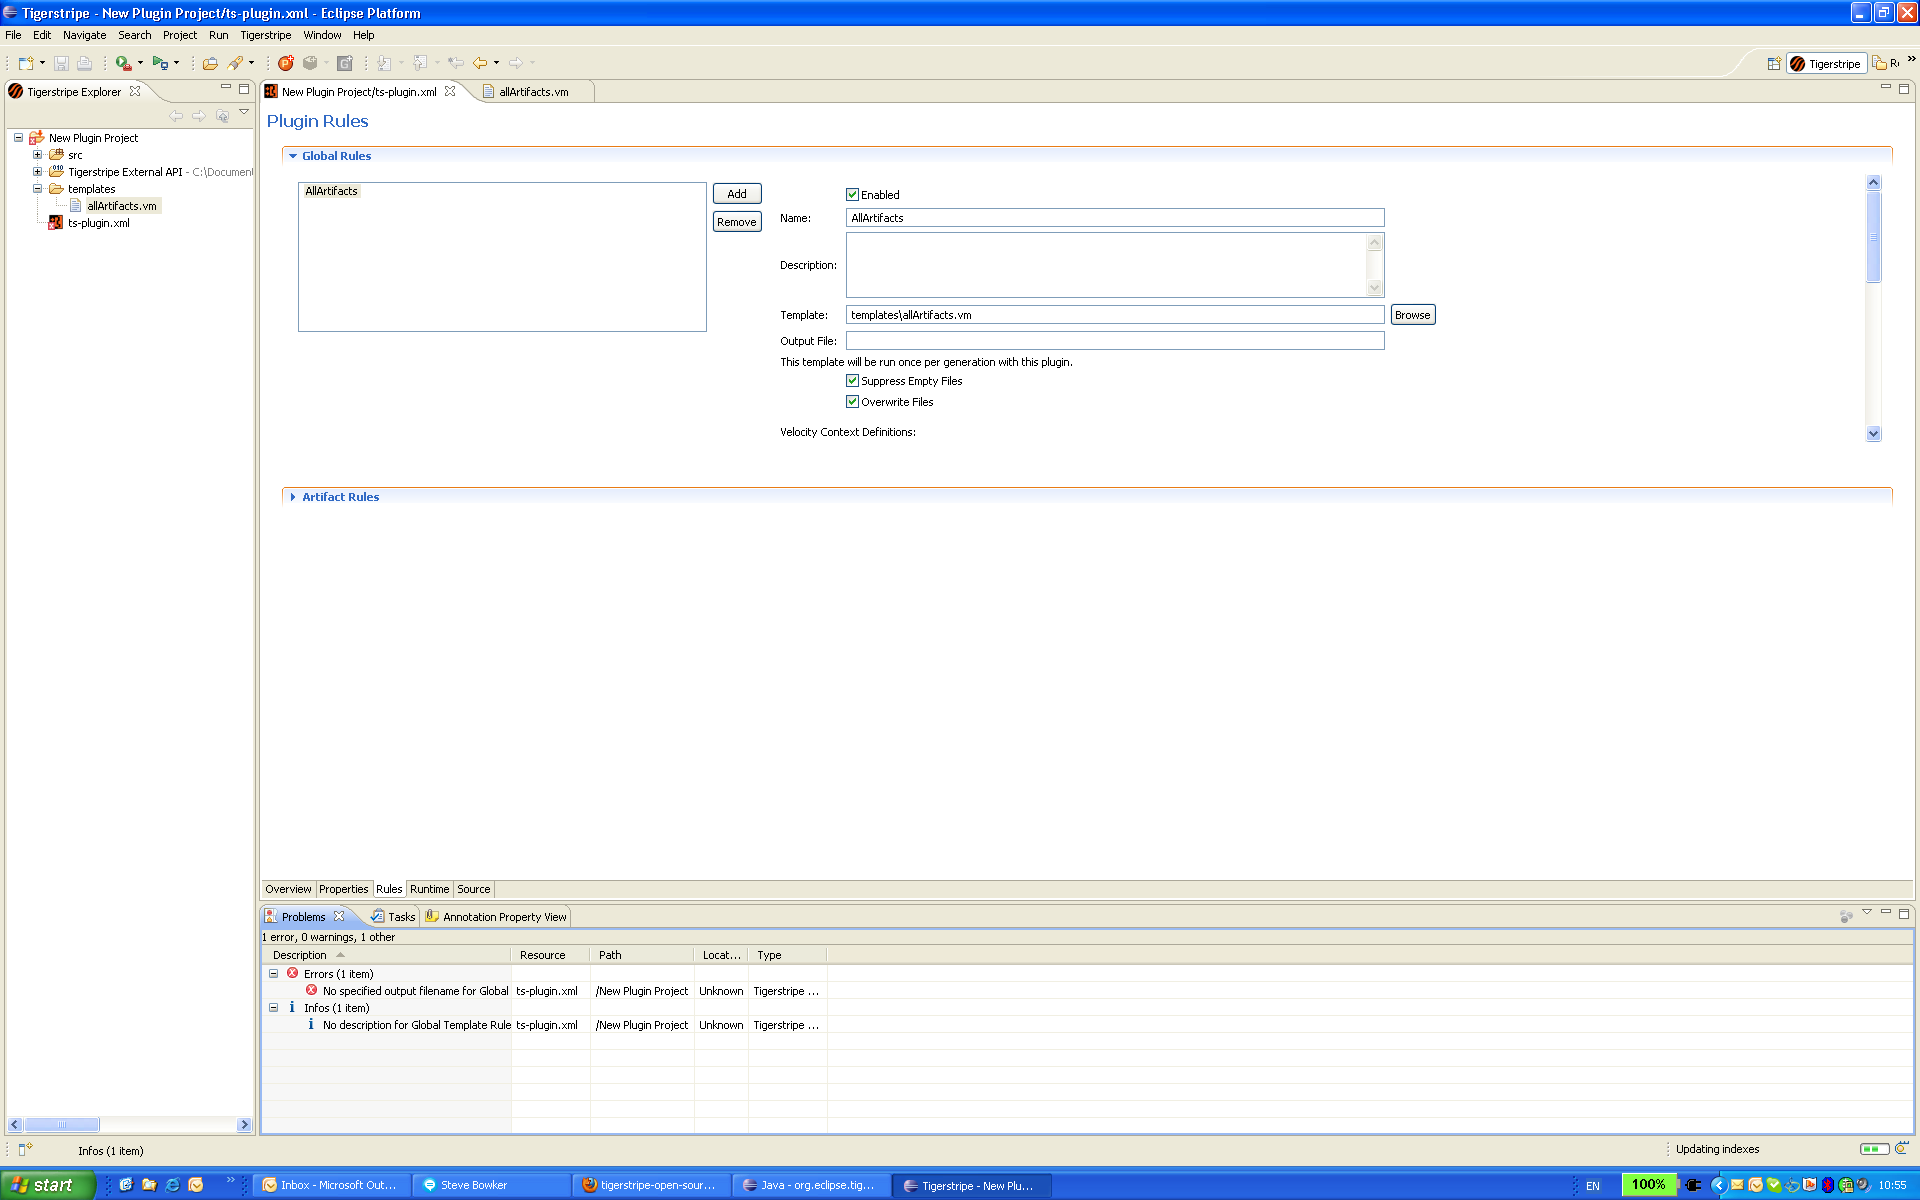 Tigerstripe - New Plugin Project/ts-plugin.xml - Eclipse Platform
File Edit Navigate Search Project Run Tigerstripe Window Help
Tigerstripe
Tigerstripe Explorer
New Plugin Project/ts-plugin.xml allArtifacts.vm
Plugin Rules
New Plugin Project
src
Tigerstripe External API - C:\Document
templates
allArtifacts.vm
ts-plugin.xml
Global Rules
AllArtifacts
Add
Remove
Enabled
Name: AllArtifacts
Description:
Template: templates\allArtifacts.vm Browse
Output File:
This template will be run once per generation with this plugin.
Suppress Empty Files
Overwrite Files
Velocity Context Definitions:
Artifact Rules
Overview Properties Rules Runtime Source
Problems Tasks Annotation Property View
1 error, 0 warnings, 1 other
Description Resource Path Locat... Type
Errors (1 item)
No specified output filename for Global ts-plugin.xml /New Plugin Project Unknown Tigerstripe ...
Infos (1 item)
No description for Global Template Rule ts-plugin.xml /New Plugin Project Unknown Tigerstripe ...
Infos (1 item) Updating indexes
start Inbox - Microsoft Out... Steve Bowker tigerstripe-open-sour... Java - org.eclipse.tig... Tigerstripe - New Plu... EN 100% 10:55